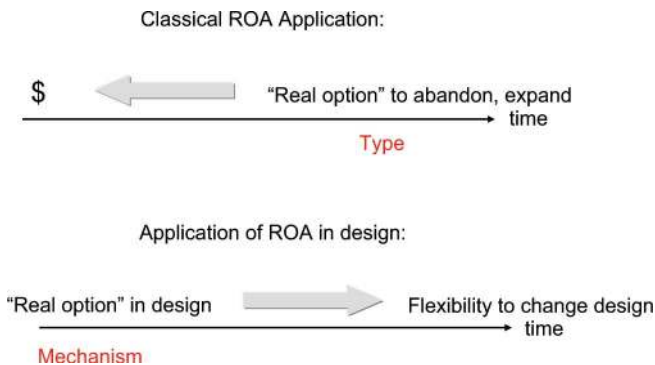 Classical ROA Application:
$ “Real option” to abandon, expand
time
Type
Application of ROA in design:
“Real option” in design Flexibility to change design
time
Mechanism